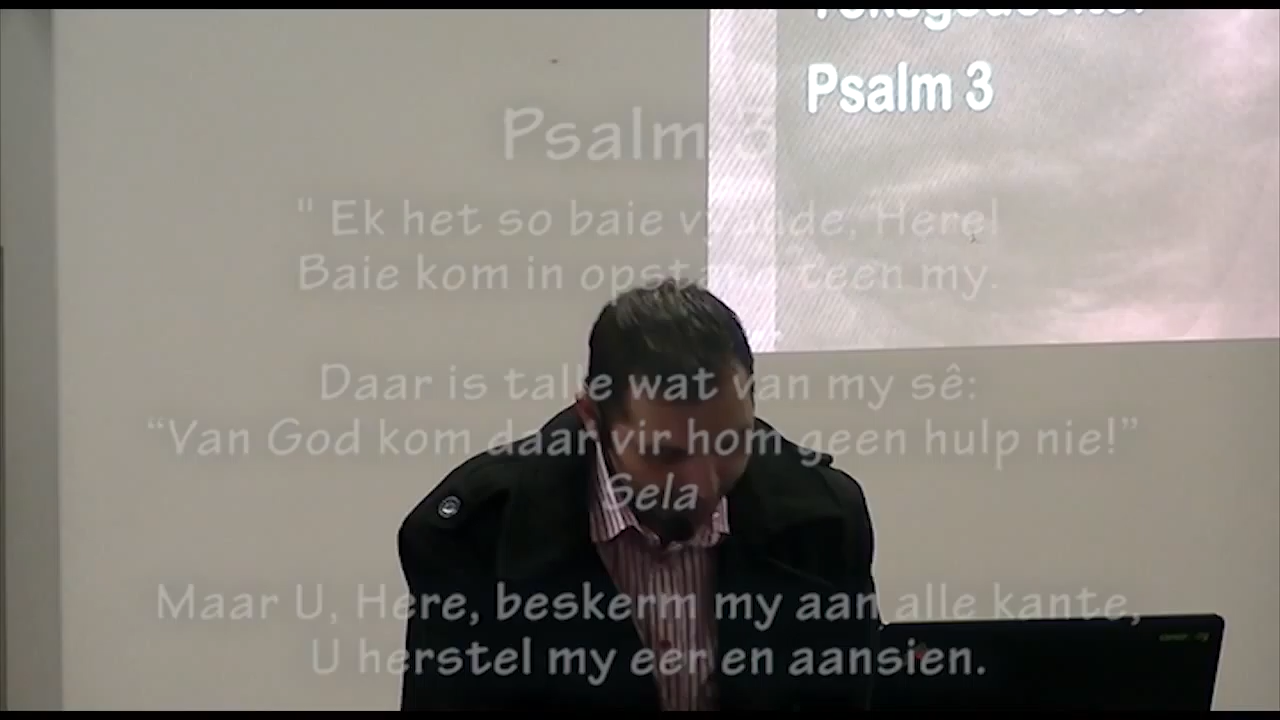 Psalm 3
Psalm 3
" Ek het so baie vyande, Here!
Baie kom in opstand teen my.
Daar is talle wat van my sê:
“Van God kom daar vir hom geen hulp nie!”
Sela
Maar U, Here, beskerm my aan alle kante,
U herstel my eer en aansien.